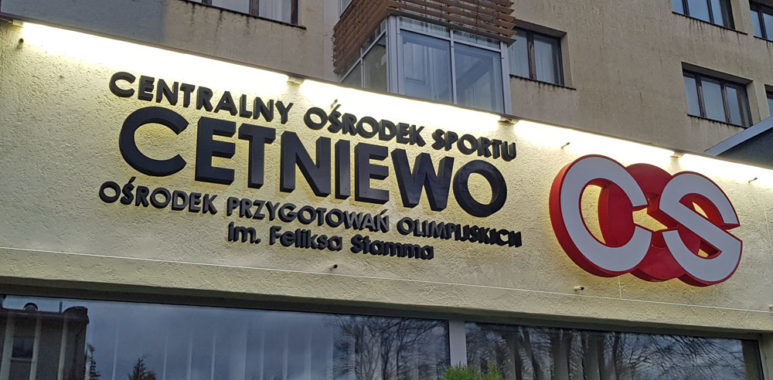 CENTRALNY OŚRODEK SPORTU
CETNIEWO
OŚRODEK PRZYGOTOWAŃ OLIMPIJSKICH
im. Feliksa Stamma
COS